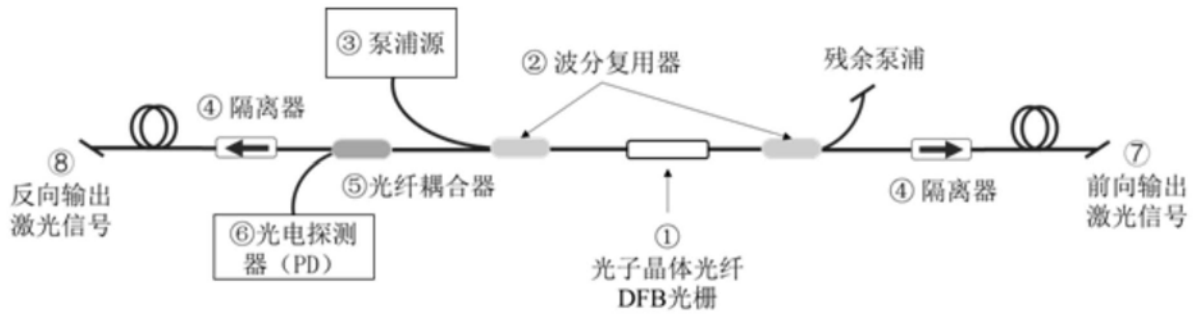 ③ 泵浦源
② 波分复用器
残余泵浦
④ 隔离器
⑧
反向输出
激光信号
⑤光纤耦合器
⑥光电探测
器（PD）
①
光子晶体光纤
DFB光栅
④ 隔离器
⑦
前向输出
激光信号